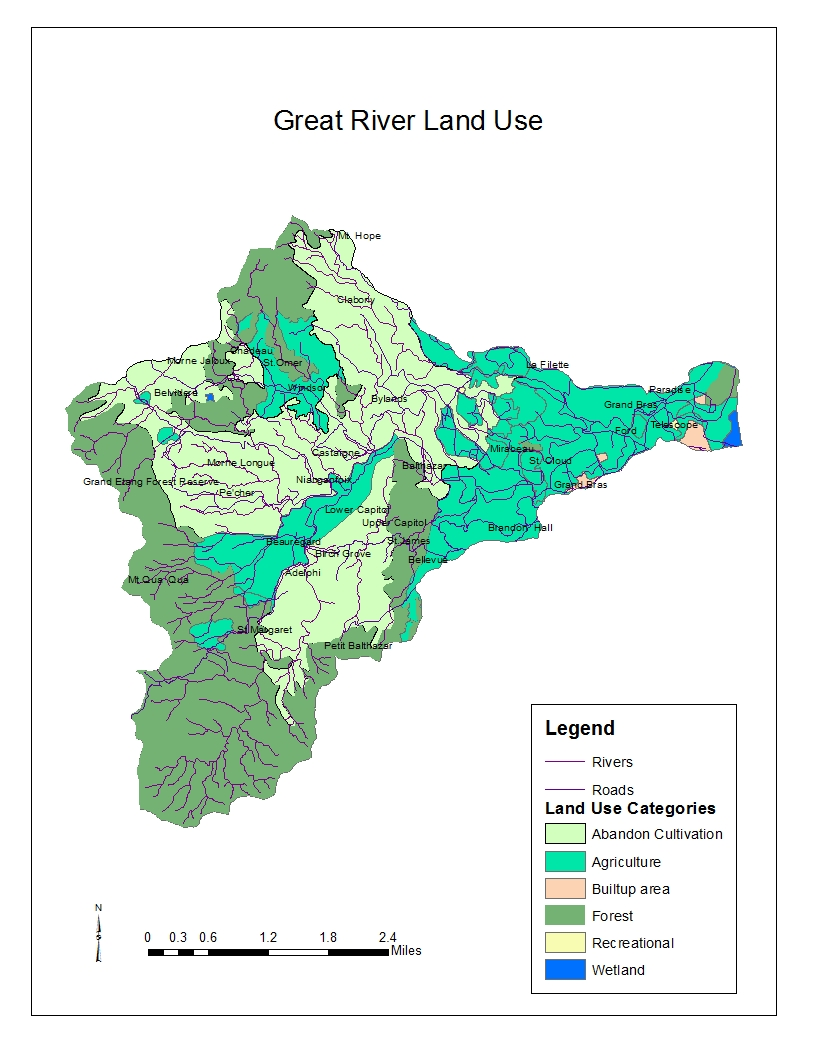 Great River Land Use
Mt. Hope
Clabony
Chadeau
Morne Jaloux
St.Omer
La Filette
Windsor
Paradise
Belvidere
Bylands
Grand Bras
Telescope
Ford
Mirabeau
Castaigne
St. Cloud
Morne Longue
Balthazar
Grand Etang Forest Reserve
Niangantoix
Grand Bras
Pe'cher
Lower Capitol
Upper Capitol
Brandon Hall
Beauregard
St.James
Birch Grove
Bellevue
Adelphi
Mt.Qua Qua
St.Margaret
Petit Balthazar
Legend
Rivers
Roads
Land Use Categories
Abandon Cultivation
Agriculture
Builtup area
Forest
Recreational
Wetland
N
S
0 0.3 0.6 1.2 1.8 2.4
Miles